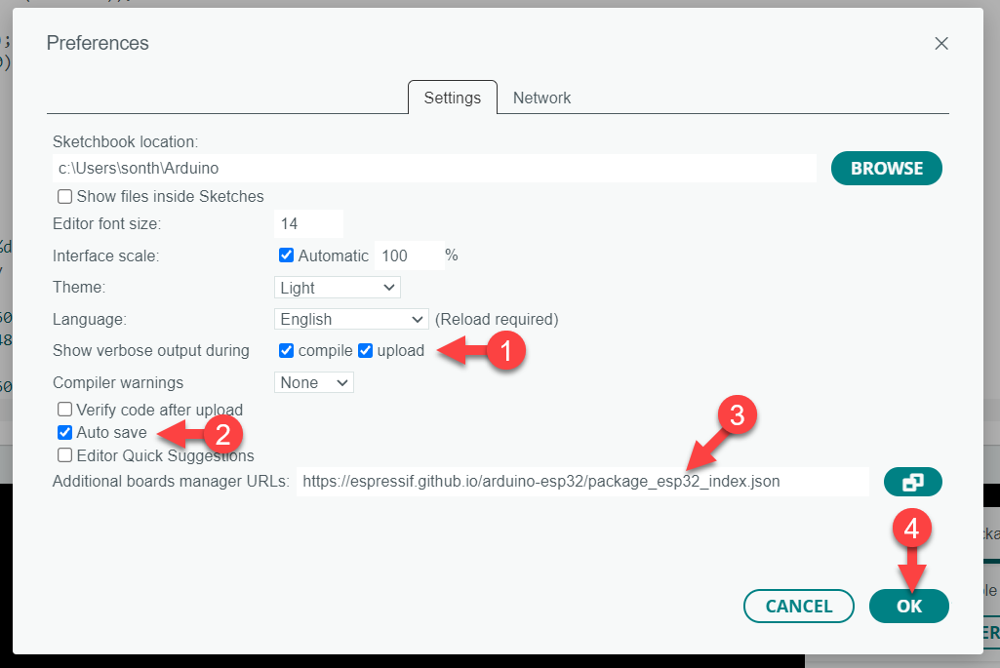 Preferences
Settings Network
Sketchbook location:
c:\Users\sonth\Arduino BROWSE
Show files inside Sketches
Editor font size: 14
Interface scale: Automatic 100 %
Theme: Light
Language: English (Reload required)
Show verbose output during compile upload 1
Compiler warnings None
Verify code after upload
3
Auto save 2
Editor Quick Suggestions
Additional boards manager URLs: https://espressif.github.io/arduino-esp32/package_esp32_index.json
4
CANCEL OK